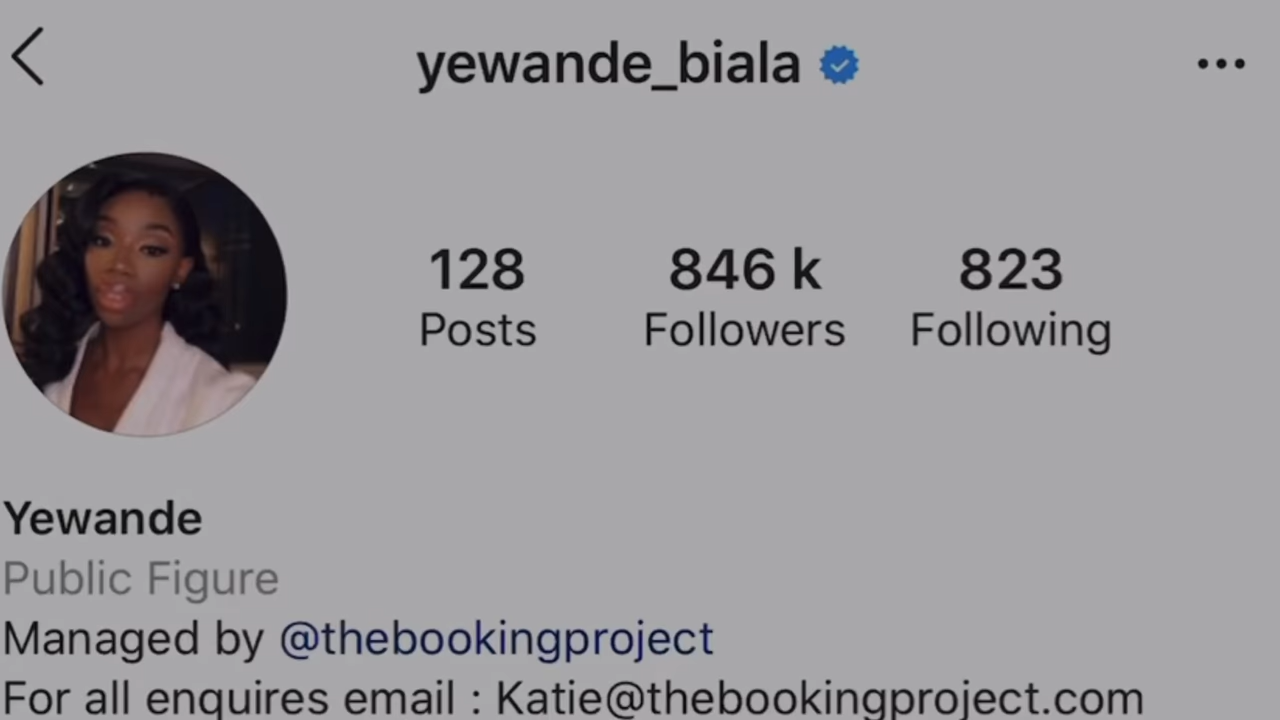 yewande_biala
128 846 k 823
Posts Followers Following
Yewande
Public Figure
Managed by @thebookingproject
For all enquires email : Katie@thebookingproject.com